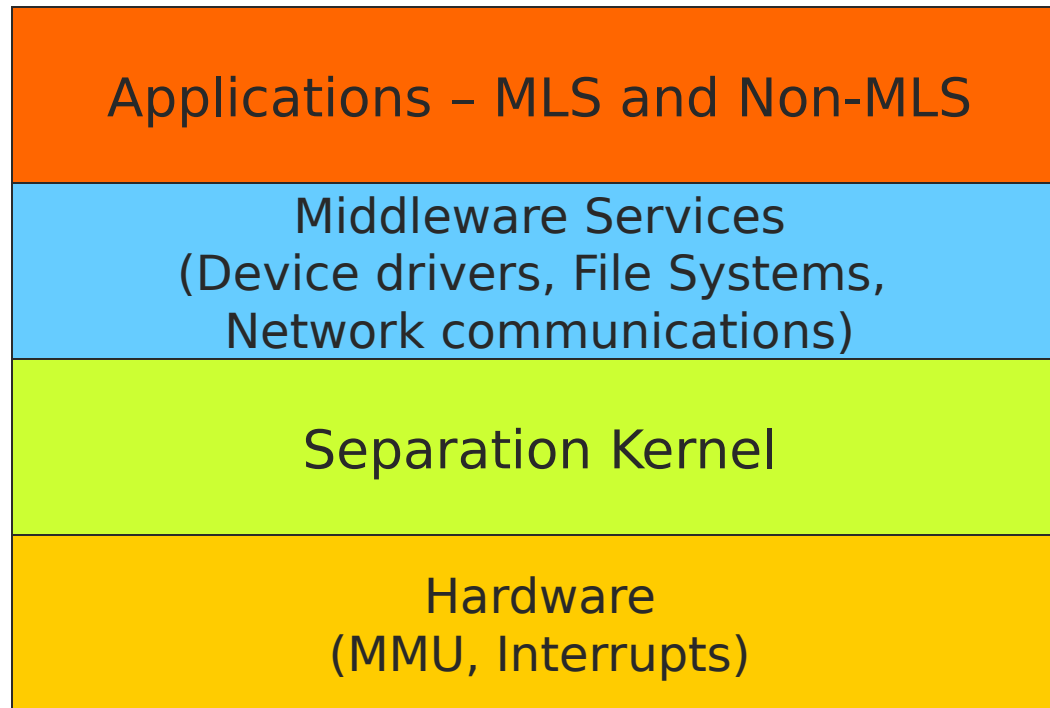 Applications – MLS and Non-MLS
Middleware Services
(Device drivers, File Systems,
Network communications)
Separation Kernel
Hardware
(MMU, Interrupts)